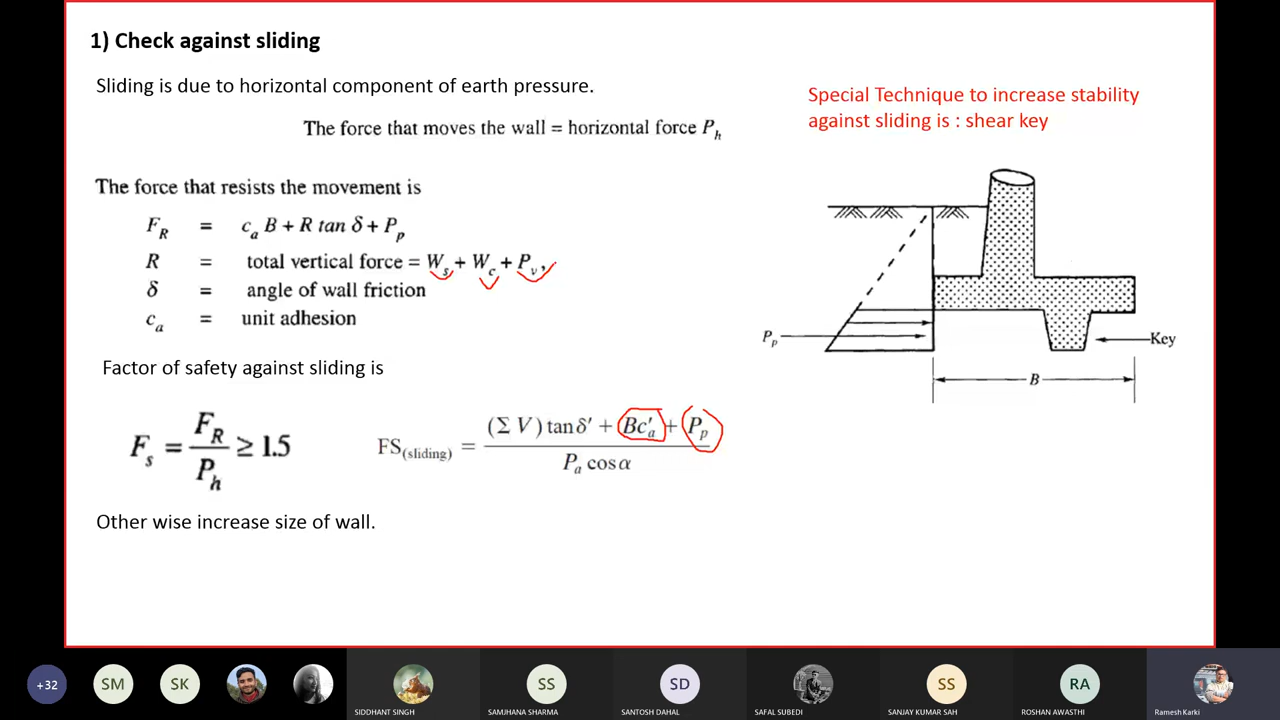 1) Check against sliding
Sliding is due to horizontal component of earth pressure.
The force that moves the wall = horizontal force P_h
The force that resists the movement is
F_R = c_a B + R tan δ + P_p
R = total vertical force = W_s + W_c + P_v,
δ = angle of wall friction
c_a = unit adhesion
Factor of safety against sliding is
F_s = F_R / P_h ≥ 1.5
FS_(sliding) = (Σ V) tan δ′ + Bc′_a + P_p / P_a cos α
Other wise increase size of wall.
Special Technique to increase stability
against sliding is : shear key
P_p
Key
B
+32
SM
SK
SIDDHANT SINGH
SS
SAMJHANA SHARMA
SD
SANTOSH DAHAL
SAFAL SUBEDI
SS
SANJAY KUMAR SAH
RA
ROSHAN AWASTHI
Ramesh Karki